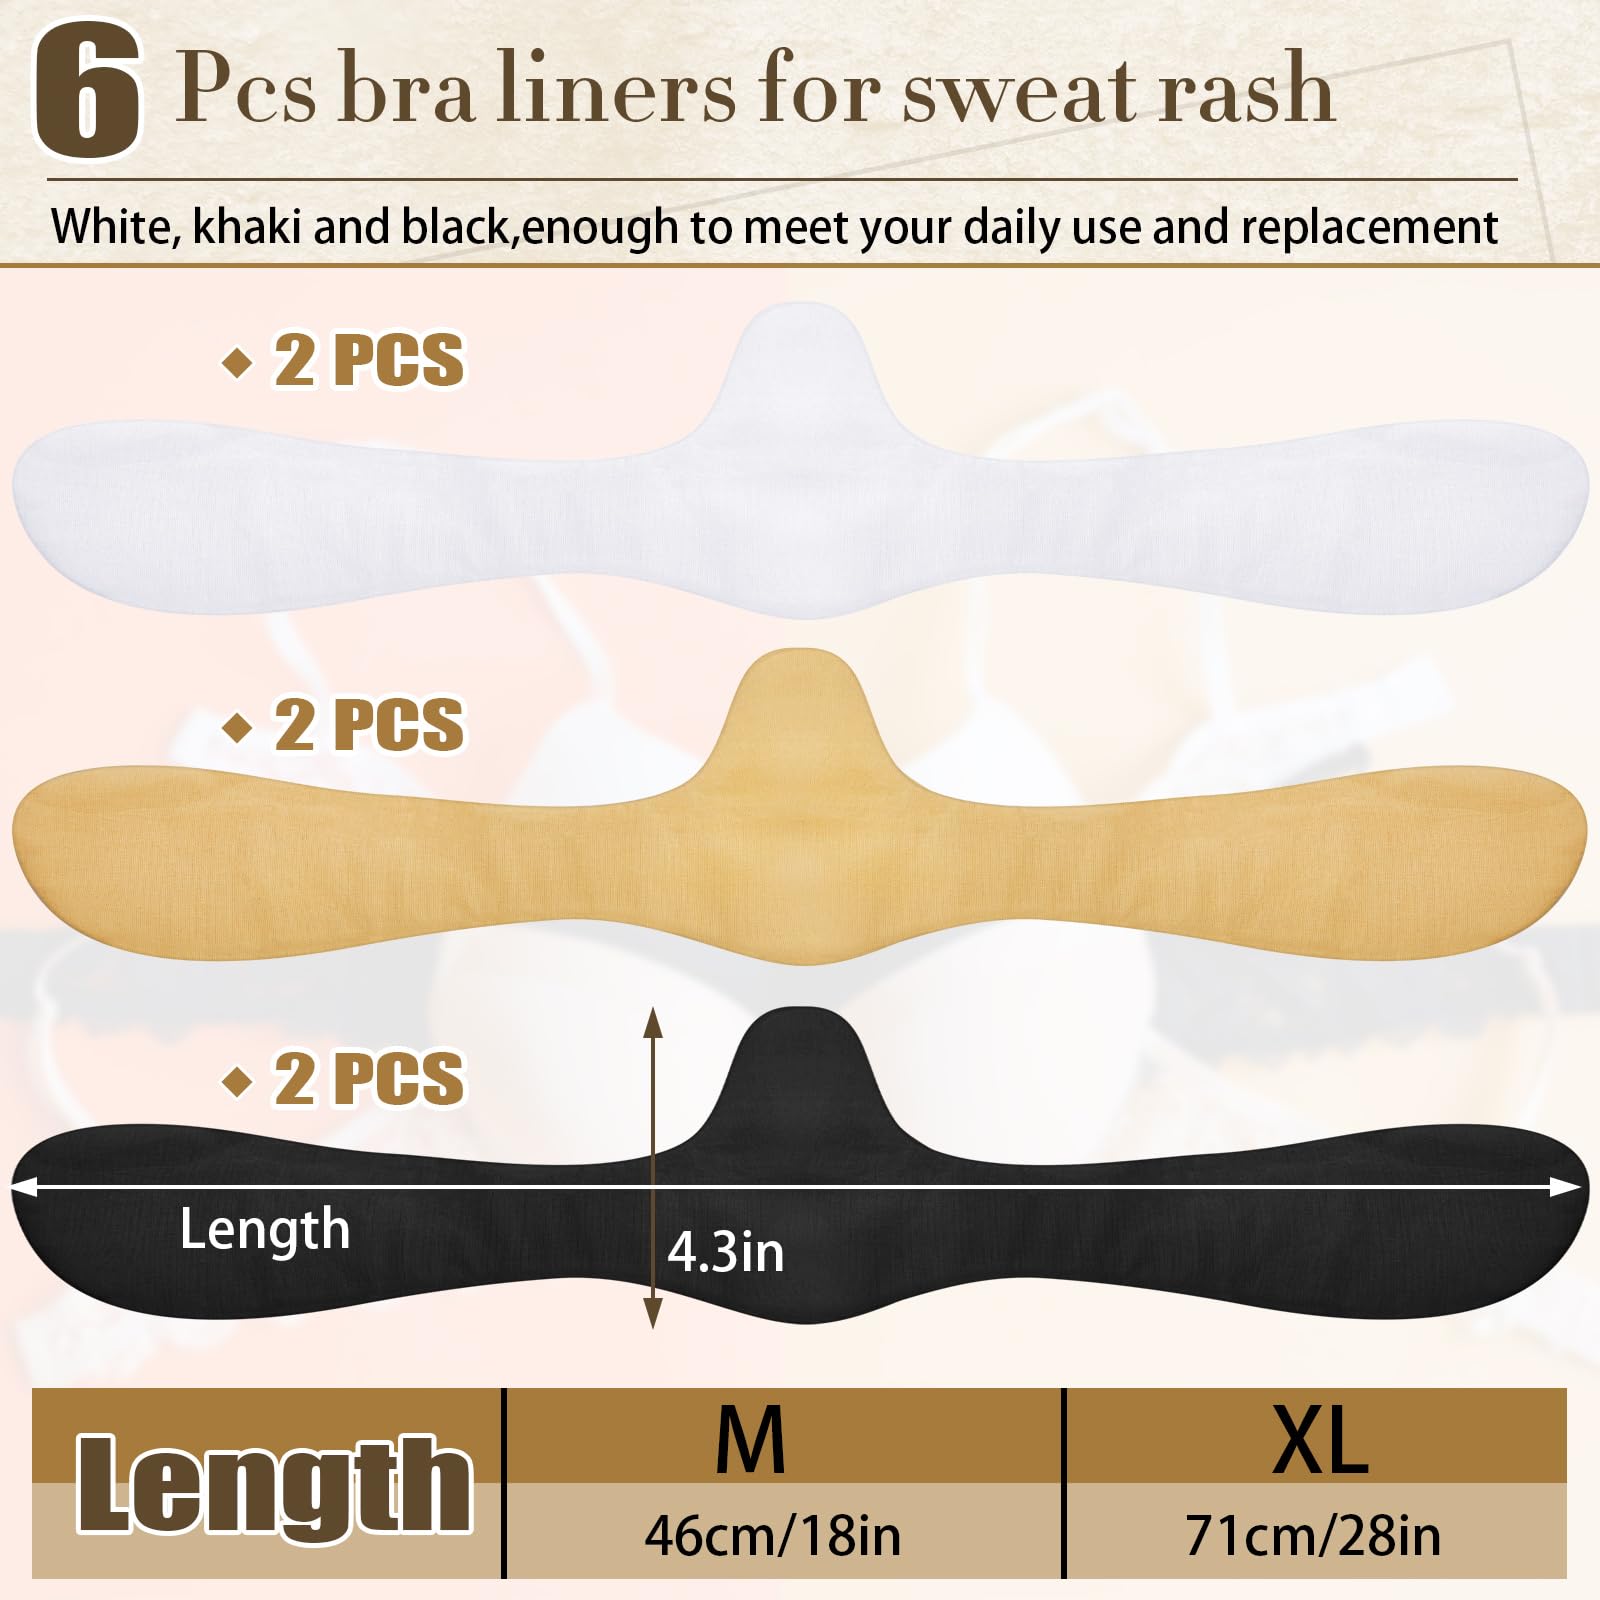 6 Pcs bra liners for sweat rash
White, khaki and black,enough to meet your daily use and replacement
◆ 2 PCS
◆ 2 PCS
◆ 2 PCS
Length
4.3in
Length M XL
46cm/18in 71cm/28in